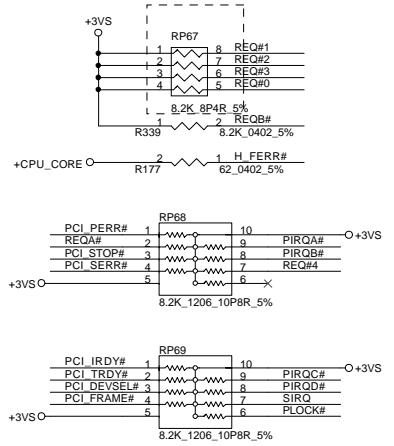 +3VS
RP67
1 8 REQ#1
2 7 REQ#2
3 6 REQ#3
4 5 REQ#0
8.2K_8P4R_5%
1 2 REQB#
R339 8.2K_0402_5%
+CPU_CORE 2 1 H_FERR#
R177 62_0402_5%
RP68
PCI_PERR# 1 10 +3VS
REQA# 2 9 PIRQA#
PCI_STOP# 3 8 PIRQB#
PCI_SERR# 4 7 REQ#4
+3VS 5 6
8.2K_1206_10P8R_5%
RP69
PCI_IRDY# 1 10 +3VS
PCI_TRDY# 2 9 PIRQC#
PCI_DEVSEL# 3 8 PIRQD#
PCI_FRAME# 4 7 SIRQ
+3VS 5 6 PLOCK#
8.2K_1206_10P8R_5%